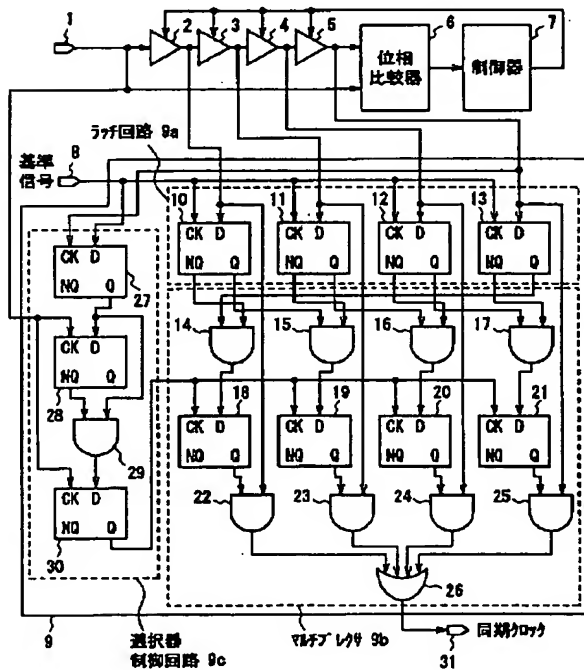 1
2
3
4
5
6
7
位相
比較器
制御器
ラッチ回路 9a
8
基準
信号
10
11
12
13
CK D
CK D
CK D
CK D
CK D
NQ Q
NQ Q
NQ Q
NQ Q
NQ Q
27
14
15
16
17
CK D
NQ Q
28
18
19
20
21
CK D
CK D
CK D
CK D
NQ Q
NQ Q
NQ Q
NQ Q
29
CK D
NQ Q
30
22
23
24
25
26
9
選択器
制御回路 9c
マルチプレクサ 9b
同期クロック
31